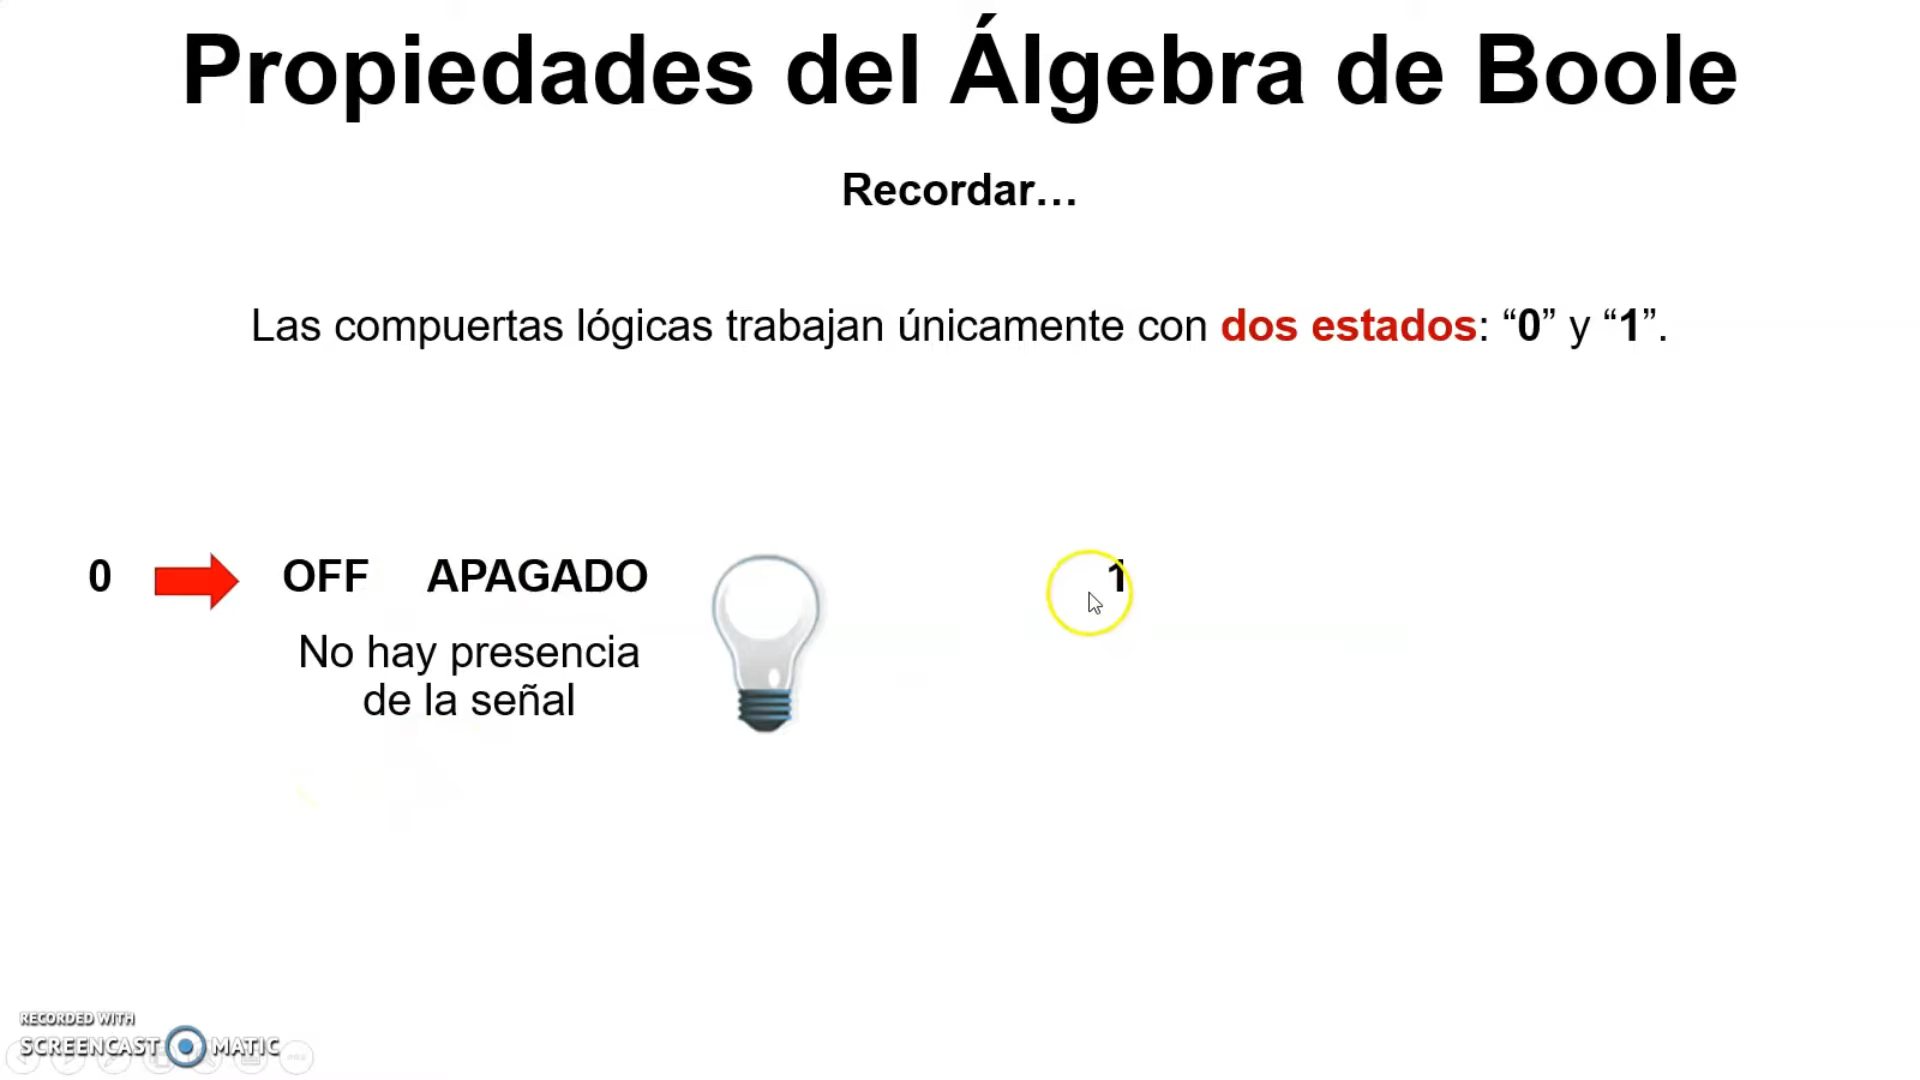 Propiedades del Álgebra de Boole
Recordar…
Las compuertas lógicas trabajan únicamente con dos estados: “0” y “1”.
0 OFF APAGADO 1
No hay presencia
de la señal
RECORDED WITH
SCREENCAST MATIC